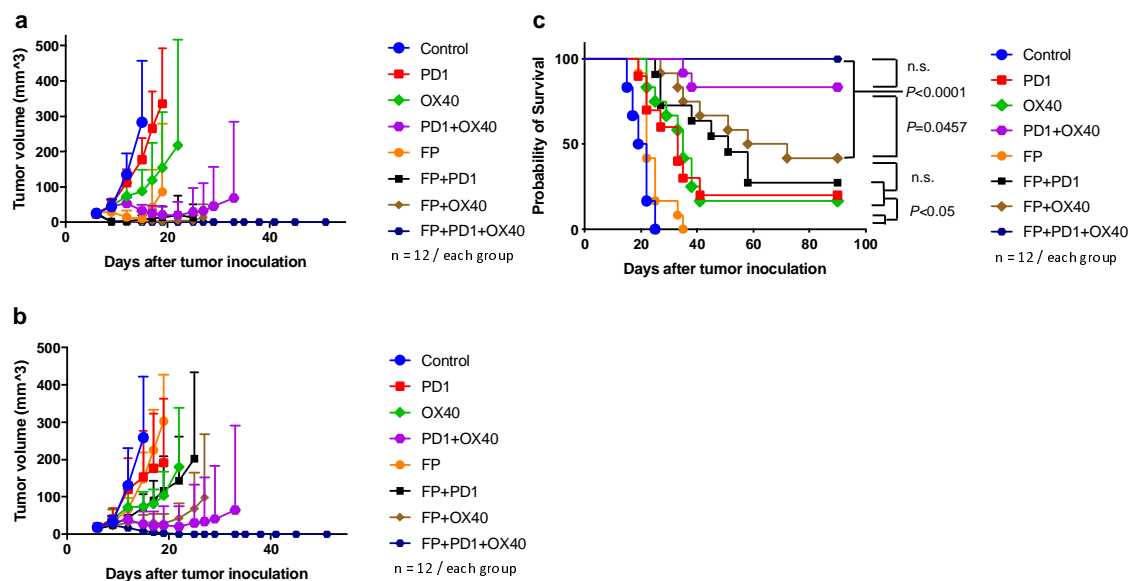 a
Tumor volume (mm^3)
500
400
300
200
100
0
0
20
40
Days after tumor inoculation
Control
PD1
OX40
PD1+OX40
FP
FP+PD1
FP+OX40
FP+PD1+OX40
n = 12 / each group
b
Tumor volume (mm^3)
500
400
300
200
100
0
0
20
40
Days after tumor inoculation
Control
PD1
OX40
PD1+OX40
FP
FP+PD1
FP+OX40
FP+PD1+OX40
n = 12 / each group
c
Probability of Survival
100
50
0
0
20
40
60
80
100
Days after tumor inoculation
n.s.
P<0.0001
P=0.0457
n.s.
P<0.05
Control
PD1
OX40
PD1+OX40
FP
FP+PD1
FP+OX40
FP+PD1+OX40
n = 12 / each group